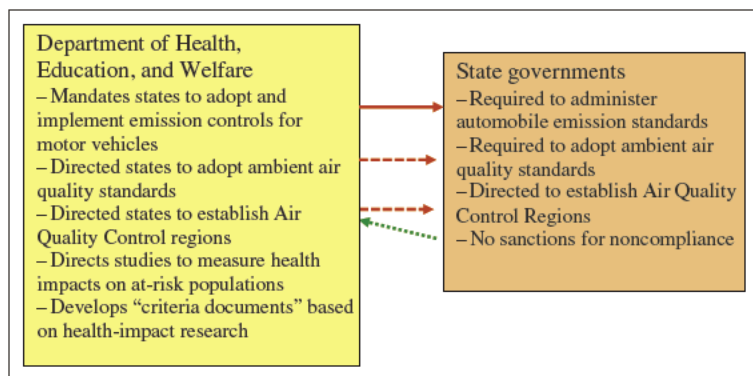 Department of Health,
Education, and Welfare
– Mandates states to adopt and
implement emission controls for
motor vehicles
– Directed states to adopt ambient air
quality standards
– Directed states to establish Air
Quality Control regions
– Directs studies to measure health
impacts on at-risk populations
– Develops “criteria documents” based
on health-impact research
State governments
– Required to administer
automobile emission standards
– Required to adopt ambient air
quality standards
– Directed to establish Air Quality
Control Regions
– No sanctions for noncompliance